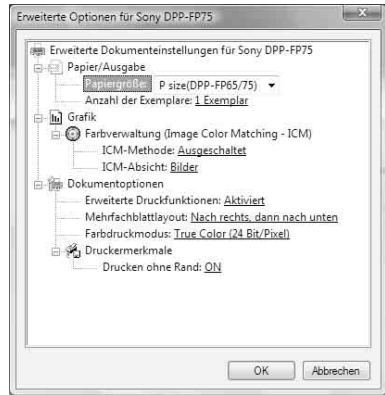 Erweiterte Optionen für Sony DPP-FP75
Erweiterte Dokumenteinstellungen für Sony DPP-FP75
Papier/Ausgabe
Papiergröße: P size(DPP-FP65/75)
Anzahl der Exemplare: 1 Exemplar
Grafik
Farbverwaltung (Image Color Matching - ICM)
ICM-Methode: Ausgeschaltet
ICM-Absicht: Bilder
Dokumentoptionen
Erweiterte Druckfunktionen: Aktiviert
Mehrfachblattlayout: Nach rechts, dann nach unten
Farbdruckmodus: True Color (24 Bit/Pixel)
Druckermerkmale
Drucken ohne Rand: ON
OK Abbrechen